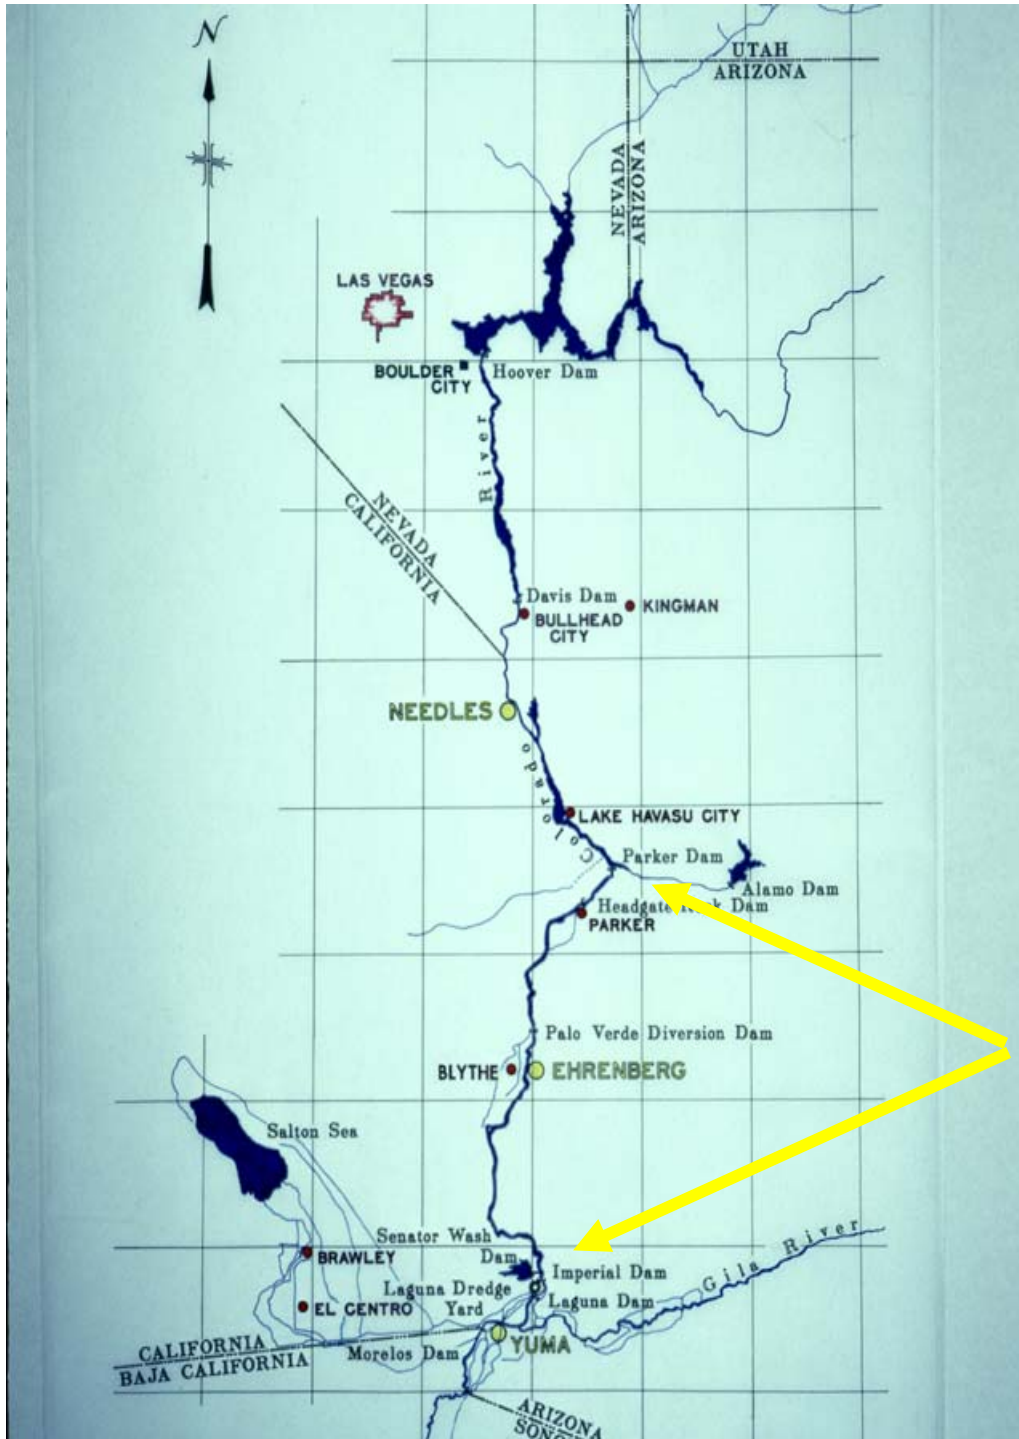 N
UTAH
ARIZONA
NEVADA
ARIZONA
LAS VEGAS
BOULDER
CITY
Hoover Dam
River
NEVADA
CALIFORNIA
Davis Dam
BULLHEAD
CITY
KINGMAN
NEEDLES
Colorado
LAKE HAVASU CITY
Parker Dam
Alamo Dam
Headgate Rock Dam
PARKER
Palo Verde Diversion Dam
BLYTHE
EHRENBERG
Salton Sea
Senator Wash
Dam
BRAWLEY
Imperial Dam
Gila River
Laguna Dredge
Yard
Laguna Dam
EL CENTRO
CALIFORNIA
BAJA CALIFORNIA
YUMA
Morelos Dam
ARIZONA